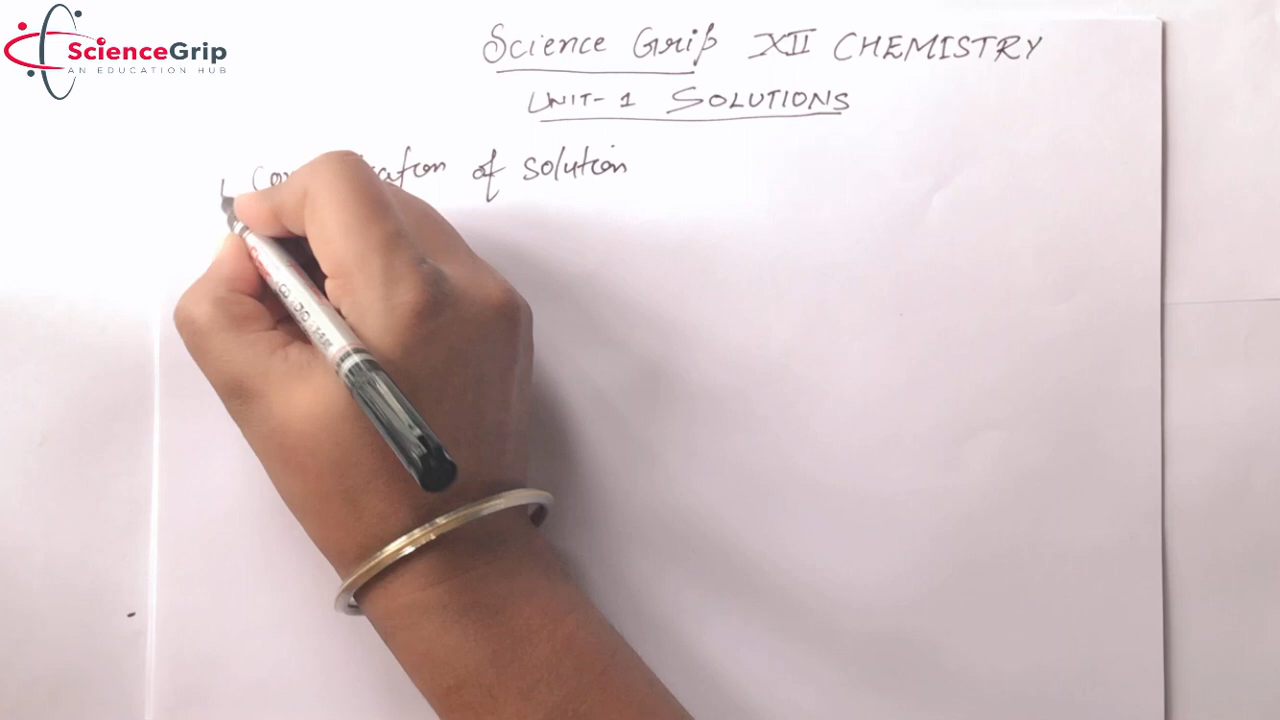 ScienceGrip
AN EDUCATION HUB
Science Grip XII CHEMISTRY
UNIT-1 SOLUTIONS
of solution